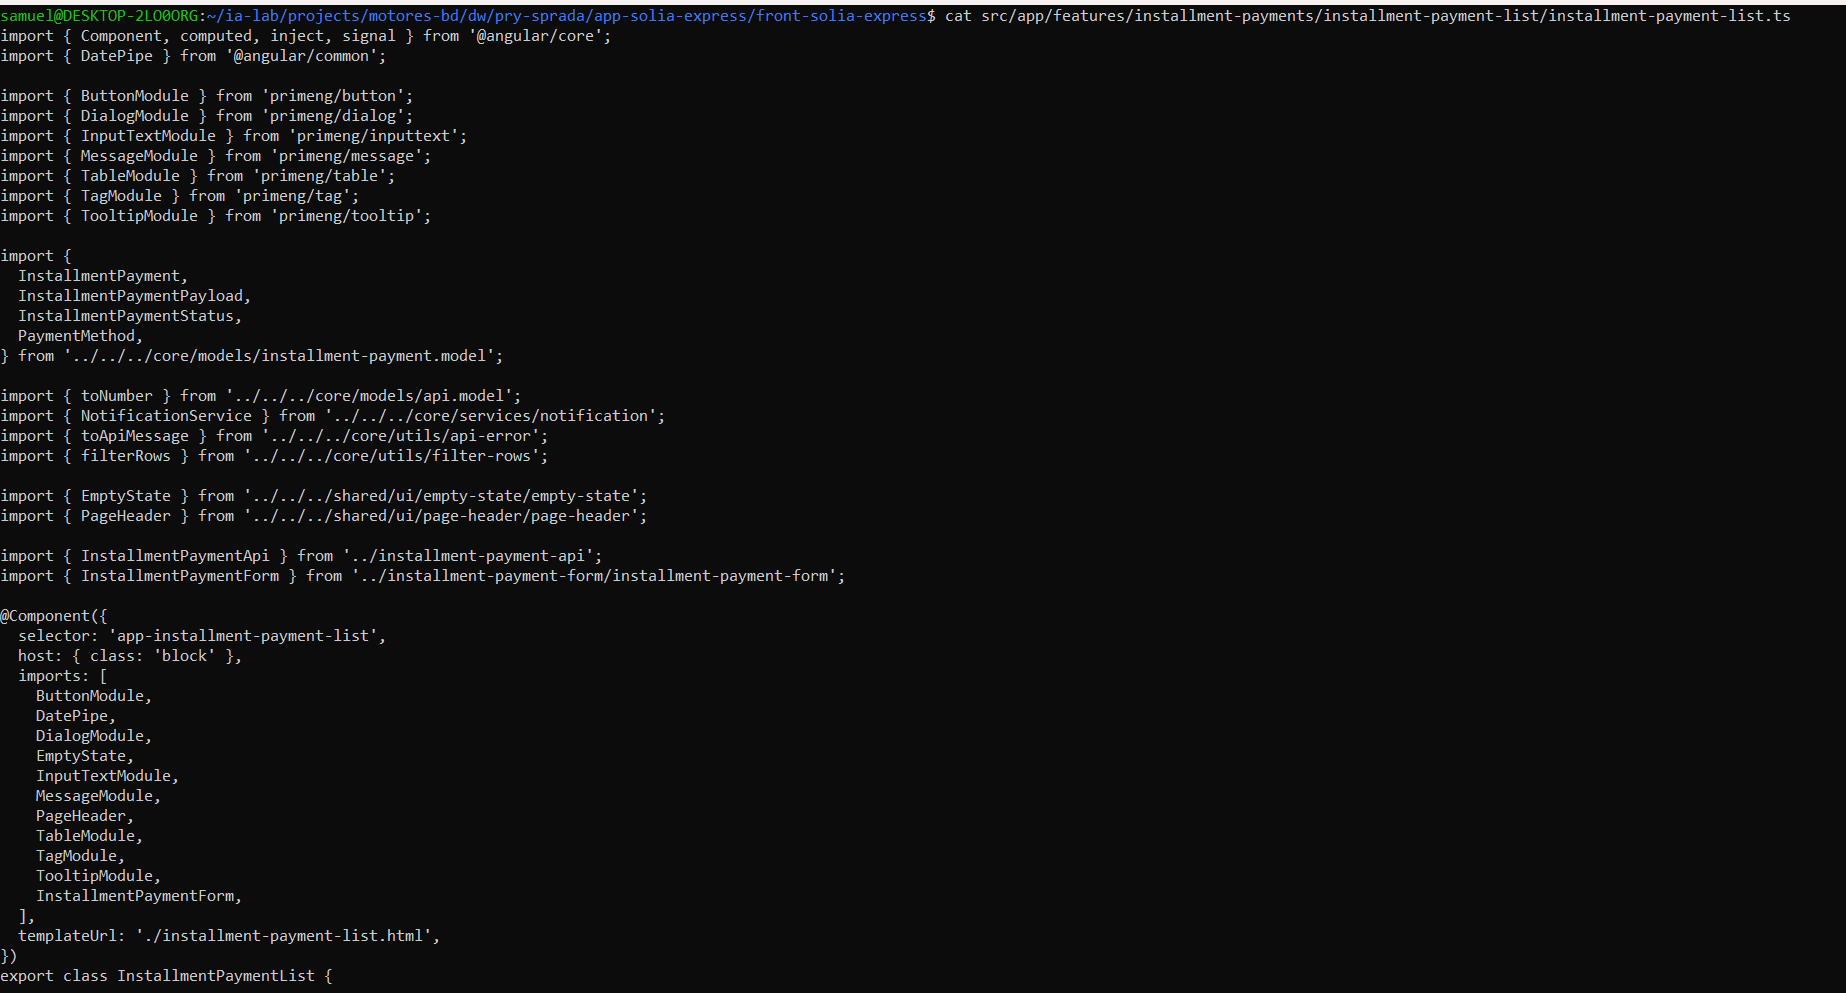 samuel@DESKTOP-2LO0ORG:~/ia-lab/projects/motores-bd/dw/pry-sprada/app-solia-express/front-solia-express$ cat src/app/features/installment-payments/installment-payment-list/installment-payment-list.ts
import { Component, computed, inject, signal } from '@angular/core';
import { DatePipe } from '@angular/common';

import { ButtonModule } from 'primeng/button';
import { DialogModule } from 'primeng/dialog';
import { InputTextModule } from 'primeng/inputtext';
import { MessageModule } from 'primeng/message';
import { TableModule } from 'primeng/table';
import { TagModule } from 'primeng/tag';
import { TooltipModule } from 'primeng/tooltip';

import {
  InstallmentPayment,
  InstallmentPaymentPayload,
  InstallmentPaymentStatus,
  PaymentMethod,
} from '../../../core/models/installment-payment.model';

import { toNumber } from '../../../core/models/api.model';
import { NotificationService } from '../../../core/services/notification';
import { toApiMessage } from '../../../core/utils/api-error';
import { filterRows } from '../../../core/utils/filter-rows';

import { EmptyState } from '../../../shared/ui/empty-state/empty-state';
import { PageHeader } from '../../../shared/ui/page-header/page-header';

import { InstallmentPaymentApi } from '../installment-payment-api';
import { InstallmentPaymentForm } from '../installment-payment-form/installment-payment-form';

@Component({
  selector: 'app-installment-payment-list',
  host: { class: 'block' },
  imports: [
    ButtonModule,
    DatePipe,
    DialogModule,
    EmptyState,
    InputTextModule,
    MessageModule,
    PageHeader,
    TableModule,
    TagModule,
    TooltipModule,
    InstallmentPaymentForm,
  ],
  templateUrl: './installment-payment-list.html',
})
export class InstallmentPaymentList {